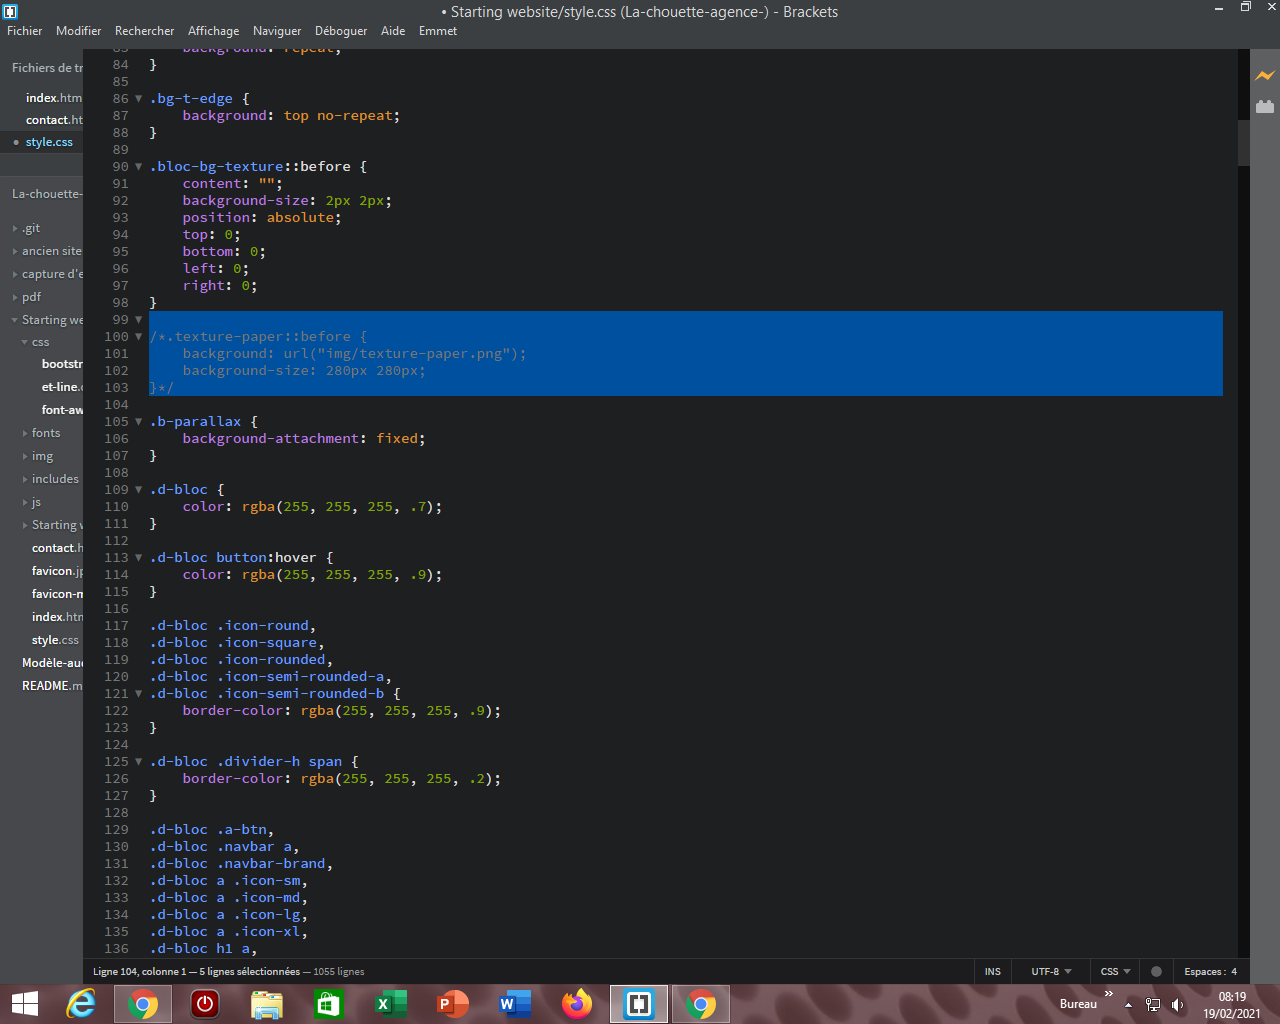 • Starting website/style.css (La-chouette-agence-) - Brackets
Fichier Modifier Rechercher Affichage Naviguer Déboguer Aide Emmet
Fichiers de tr
index.htm
contact.ht
• style.css
La-chouette-
.git
ancien site
capture d'e
pdf
Starting we
css
bootstr
et-line.
font-aw
fonts
img
includes
js
Starting w
contact.h
favicon.jp
favicon-m
index.htm
style.css
Modèle-au
README.m
83 background: repeat;
84 }
85
86 .bg-t-edge {
87 background: top no-repeat;
88 }
89
90 .bloc-bg-texture::before {
91 content: "";
92 background-size: 2px 2px;
93 position: absolute;
94 top: 0;
95 bottom: 0;
96 left: 0;
97 right: 0;
98 }
99
100 /*.texture-paper::before {
101 background: url("img/texture-paper.png");
102 background-size: 280px 280px;
103 }*/
104
105 .b-parallax {
106 background-attachment: fixed;
107 }
108
109 .d-bloc {
110 color: rgba(255, 255, 255, .7);
111 }
112
113 .d-bloc button:hover {
114 color: rgba(255, 255, 255, .9);
115 }
116
117 .d-bloc .icon-round,
118 .d-bloc .icon-square,
119 .d-bloc .icon-rounded,
120 .d-bloc .icon-semi-rounded-a,
121 .d-bloc .icon-semi-rounded-b {
122 border-color: rgba(255, 255, 255, .9);
123 }
124
125 .d-bloc .divider-h span {
126 border-color: rgba(255, 255, 255, .2);
127 }
128
129 .d-bloc .a-btn,
130 .d-bloc .navbar a,
131 .d-bloc .navbar-brand,
132 .d-bloc a .icon-sm,
133 .d-bloc a .icon-md,
134 .d-bloc a .icon-lg,
135 .d-bloc a .icon-xl,
136 .d-bloc h1 a,
Ligne 104, colonne 1 — 5 lignes sélectionnées — 1055 lignes INS UTF-8 CSS Espaces : 4
Bureau
08:19
19/02/2021